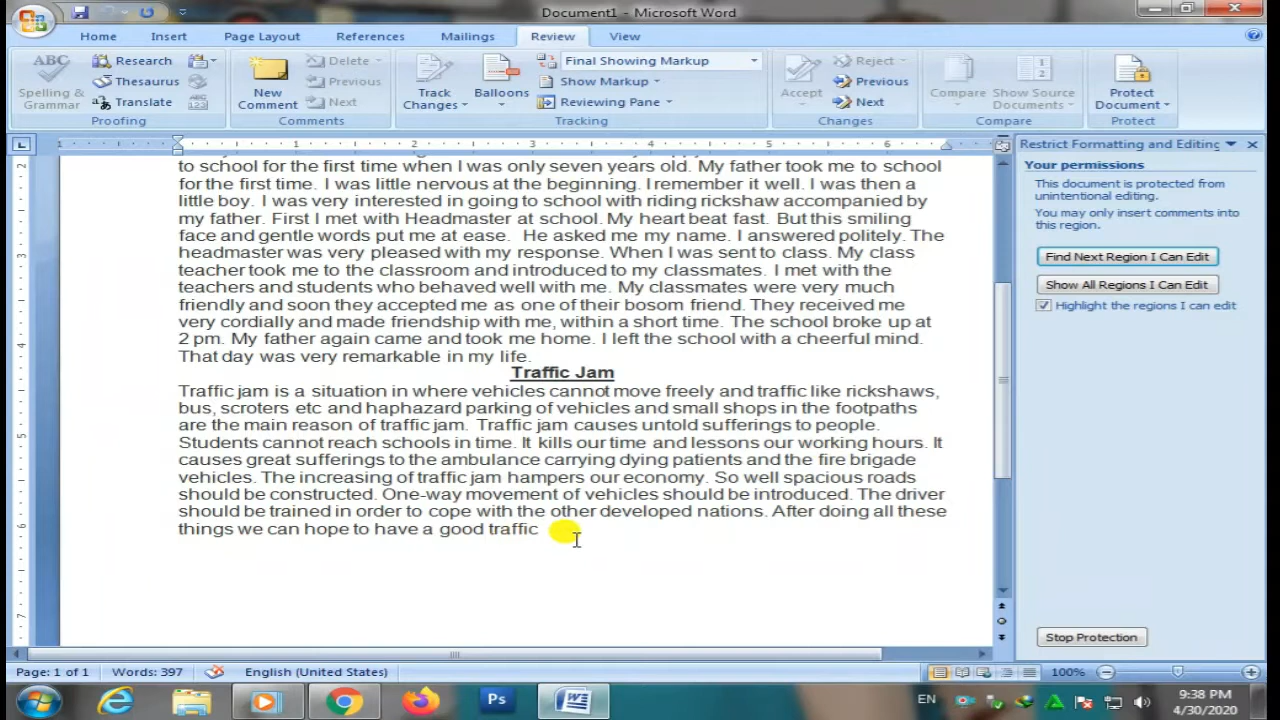 Document1 - Microsoft Word
Home Insert Page Layout References Mailings Review View
ABC Spelling & Grammar
Research
Thesaurus
Translate
Proofing
New Comment
Delete
Previous
Next
Comments
Track Changes
Balloons
Final Showing Markup
Show Markup
Reviewing Pane
Tracking
Accept
Reject
Previous
Next
Changes
Compare
Show Source Documents
Compare
Protect Document
Protect
1 1 2 3 4 5 6
to school for the first time when I was only seven years old. My father took me to school
for the first time. I was little nervous at the beginning. I remember it well. I was then a
little boy. I was very interested in going to school with riding rickshaw accompanied by
my father. First I met with Headmaster at school. My heart beat fast. But this smiling
face and gentle words put me at ease. He asked me my name. I answered politely. The
headmaster was very pleased with my response. When I was sent to class. My class
teacher took me to the classroom and introduced to my classmates. I met with the
teachers and students who behaved well with me. My classmates were very much
friendly and soon they accepted me as one of their bosom friend. They received me
very cordially and made friendship with me, within a short time. The school broke up at
2 pm. My father again came and took me home. I left the school with a cheerful mind.
That day was very remarkable in my life.
Traffic Jam
Traffic jam is a situation in where vehicles cannot move freely and traffic like rickshaws,
bus, scroters etc and haphazard parking of vehicles and small shops in the footpaths
are the main reason of traffic jam. Traffic jam causes untold sufferings to people.
Students cannot reach schools in time. It kills our time and lessons our working hours. It
causes great sufferings to the ambulance carrying dying patients and the fire brigade
vehicles. The increasing of traffic jam hampers our economy. So well spacious roads
should be constructed. One-way movement of vehicles should be introduced. The driver
should be trained in order to cope with the other developed nations. After doing all these
things we can hope to have a good traffic
Restrict Formatting and Editing
Your permissions
This document is protected from
unintentional editing.
You may only insert comments into
this region.
Find Next Region I Can Edit
Show All Regions I Can Edit
Highlight the regions I can edit
Stop Protection
Page: 1 of 1 Words: 397 English (United States) 100%
Ps EN 9:38 PM
4/30/2020